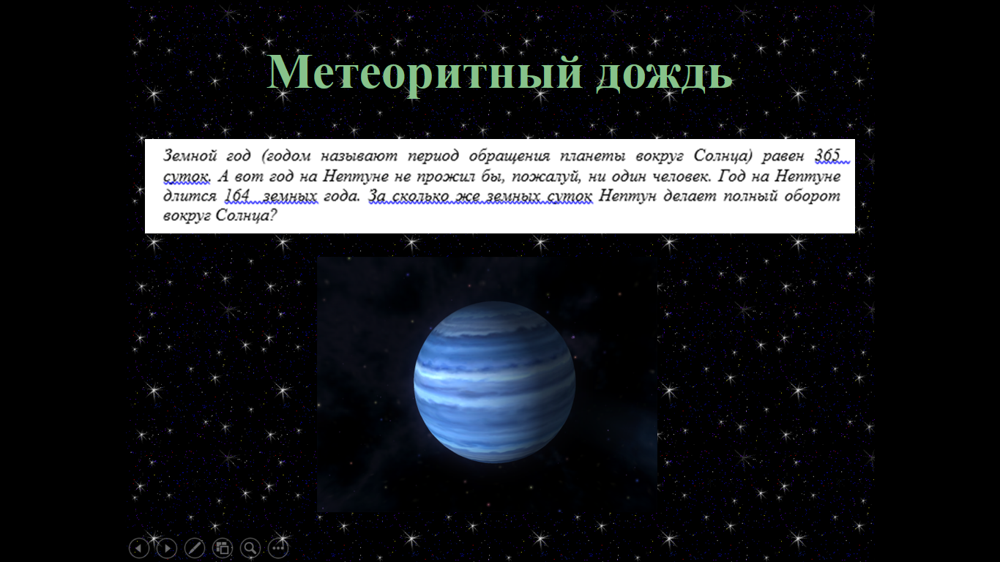 Метеоритный дождь
Земной год (годом называют период обращения планеты вокруг Солнца) равен 365
суток. А вот год на Нептуне не прожил бы, пожалуй, ни один человек. Год на Нептуне
длится 164 земных года. За сколько же земных суток Нептун делает полный оборот
вокруг Солнца?